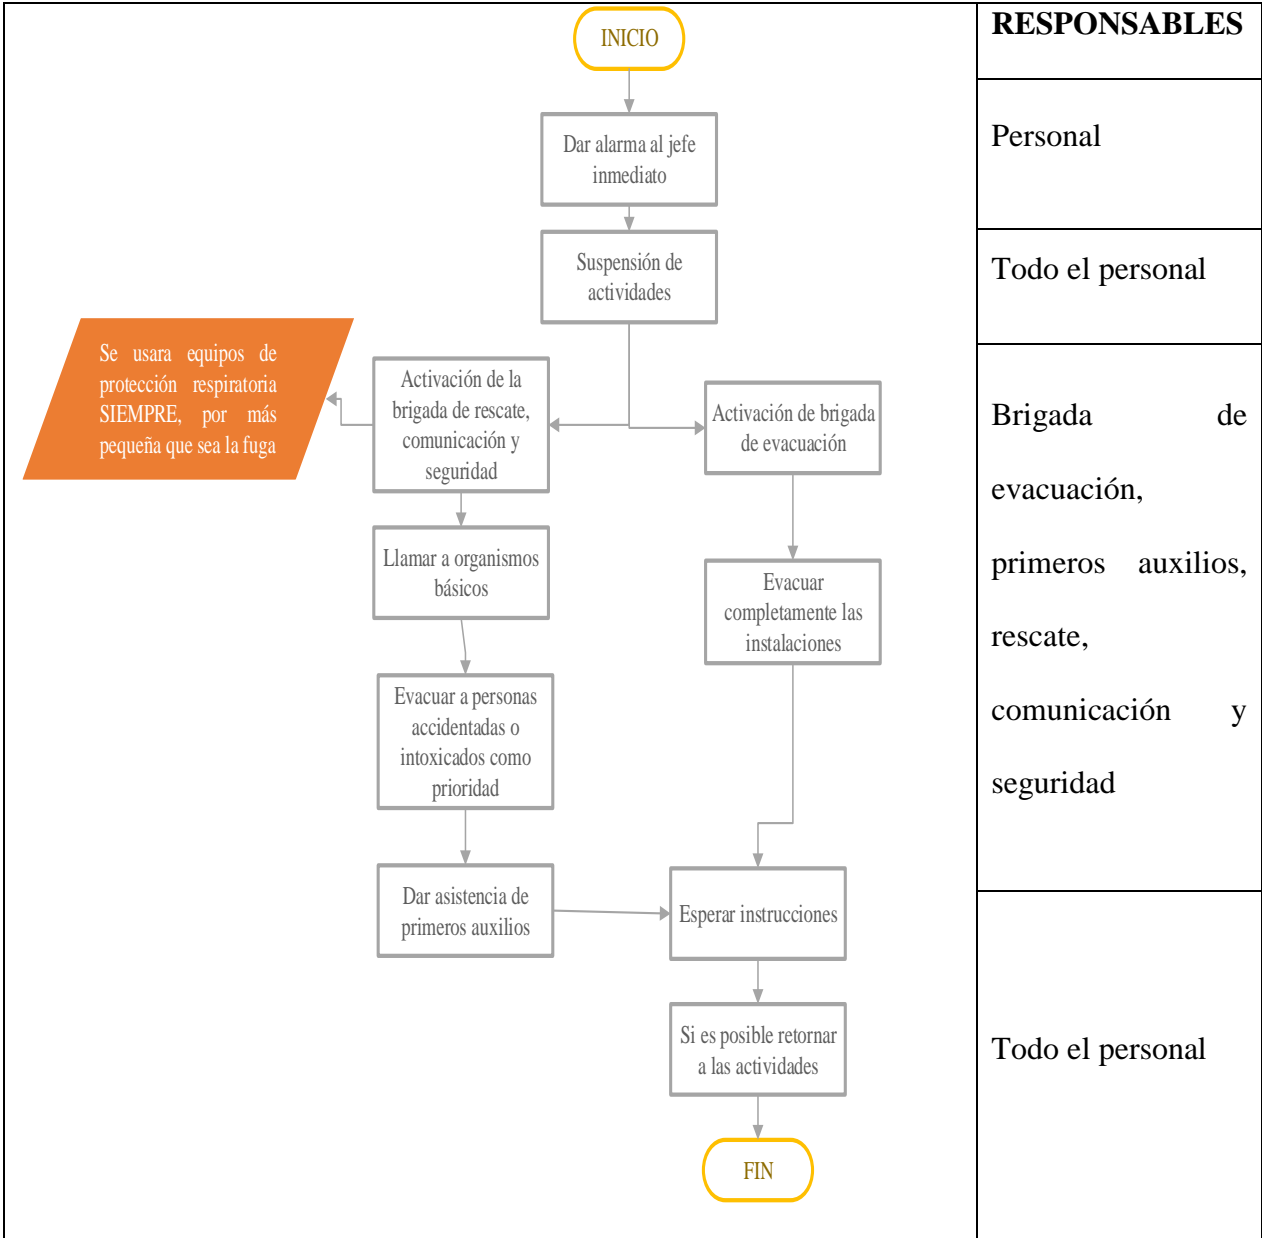 INICIO
Dar alarma al jefe
inmediato
Suspensión de
actividades
Se usara equipos de
protección respiratoria
SIEMPRE, por más
pequeña que sea la fuga
Activación de la
brigada de rescate,
comunicación y
seguridad
Activación de brigada
de evacuación
Llamar a organismos
básicos
Evacuar
completamente las
instalaciones
Evacuar a personas
accidentadas o
intoxicados como
prioridad
Dar asistencia de
primeros auxilios
Esperar instrucciones
Si es posible retornar
a las actividades
FIN
RESPONSABLES
Personal
Todo el personal
Brigada de
evacuación,
primeros auxilios,
rescate,
comunicación y
seguridad
Todo el personal